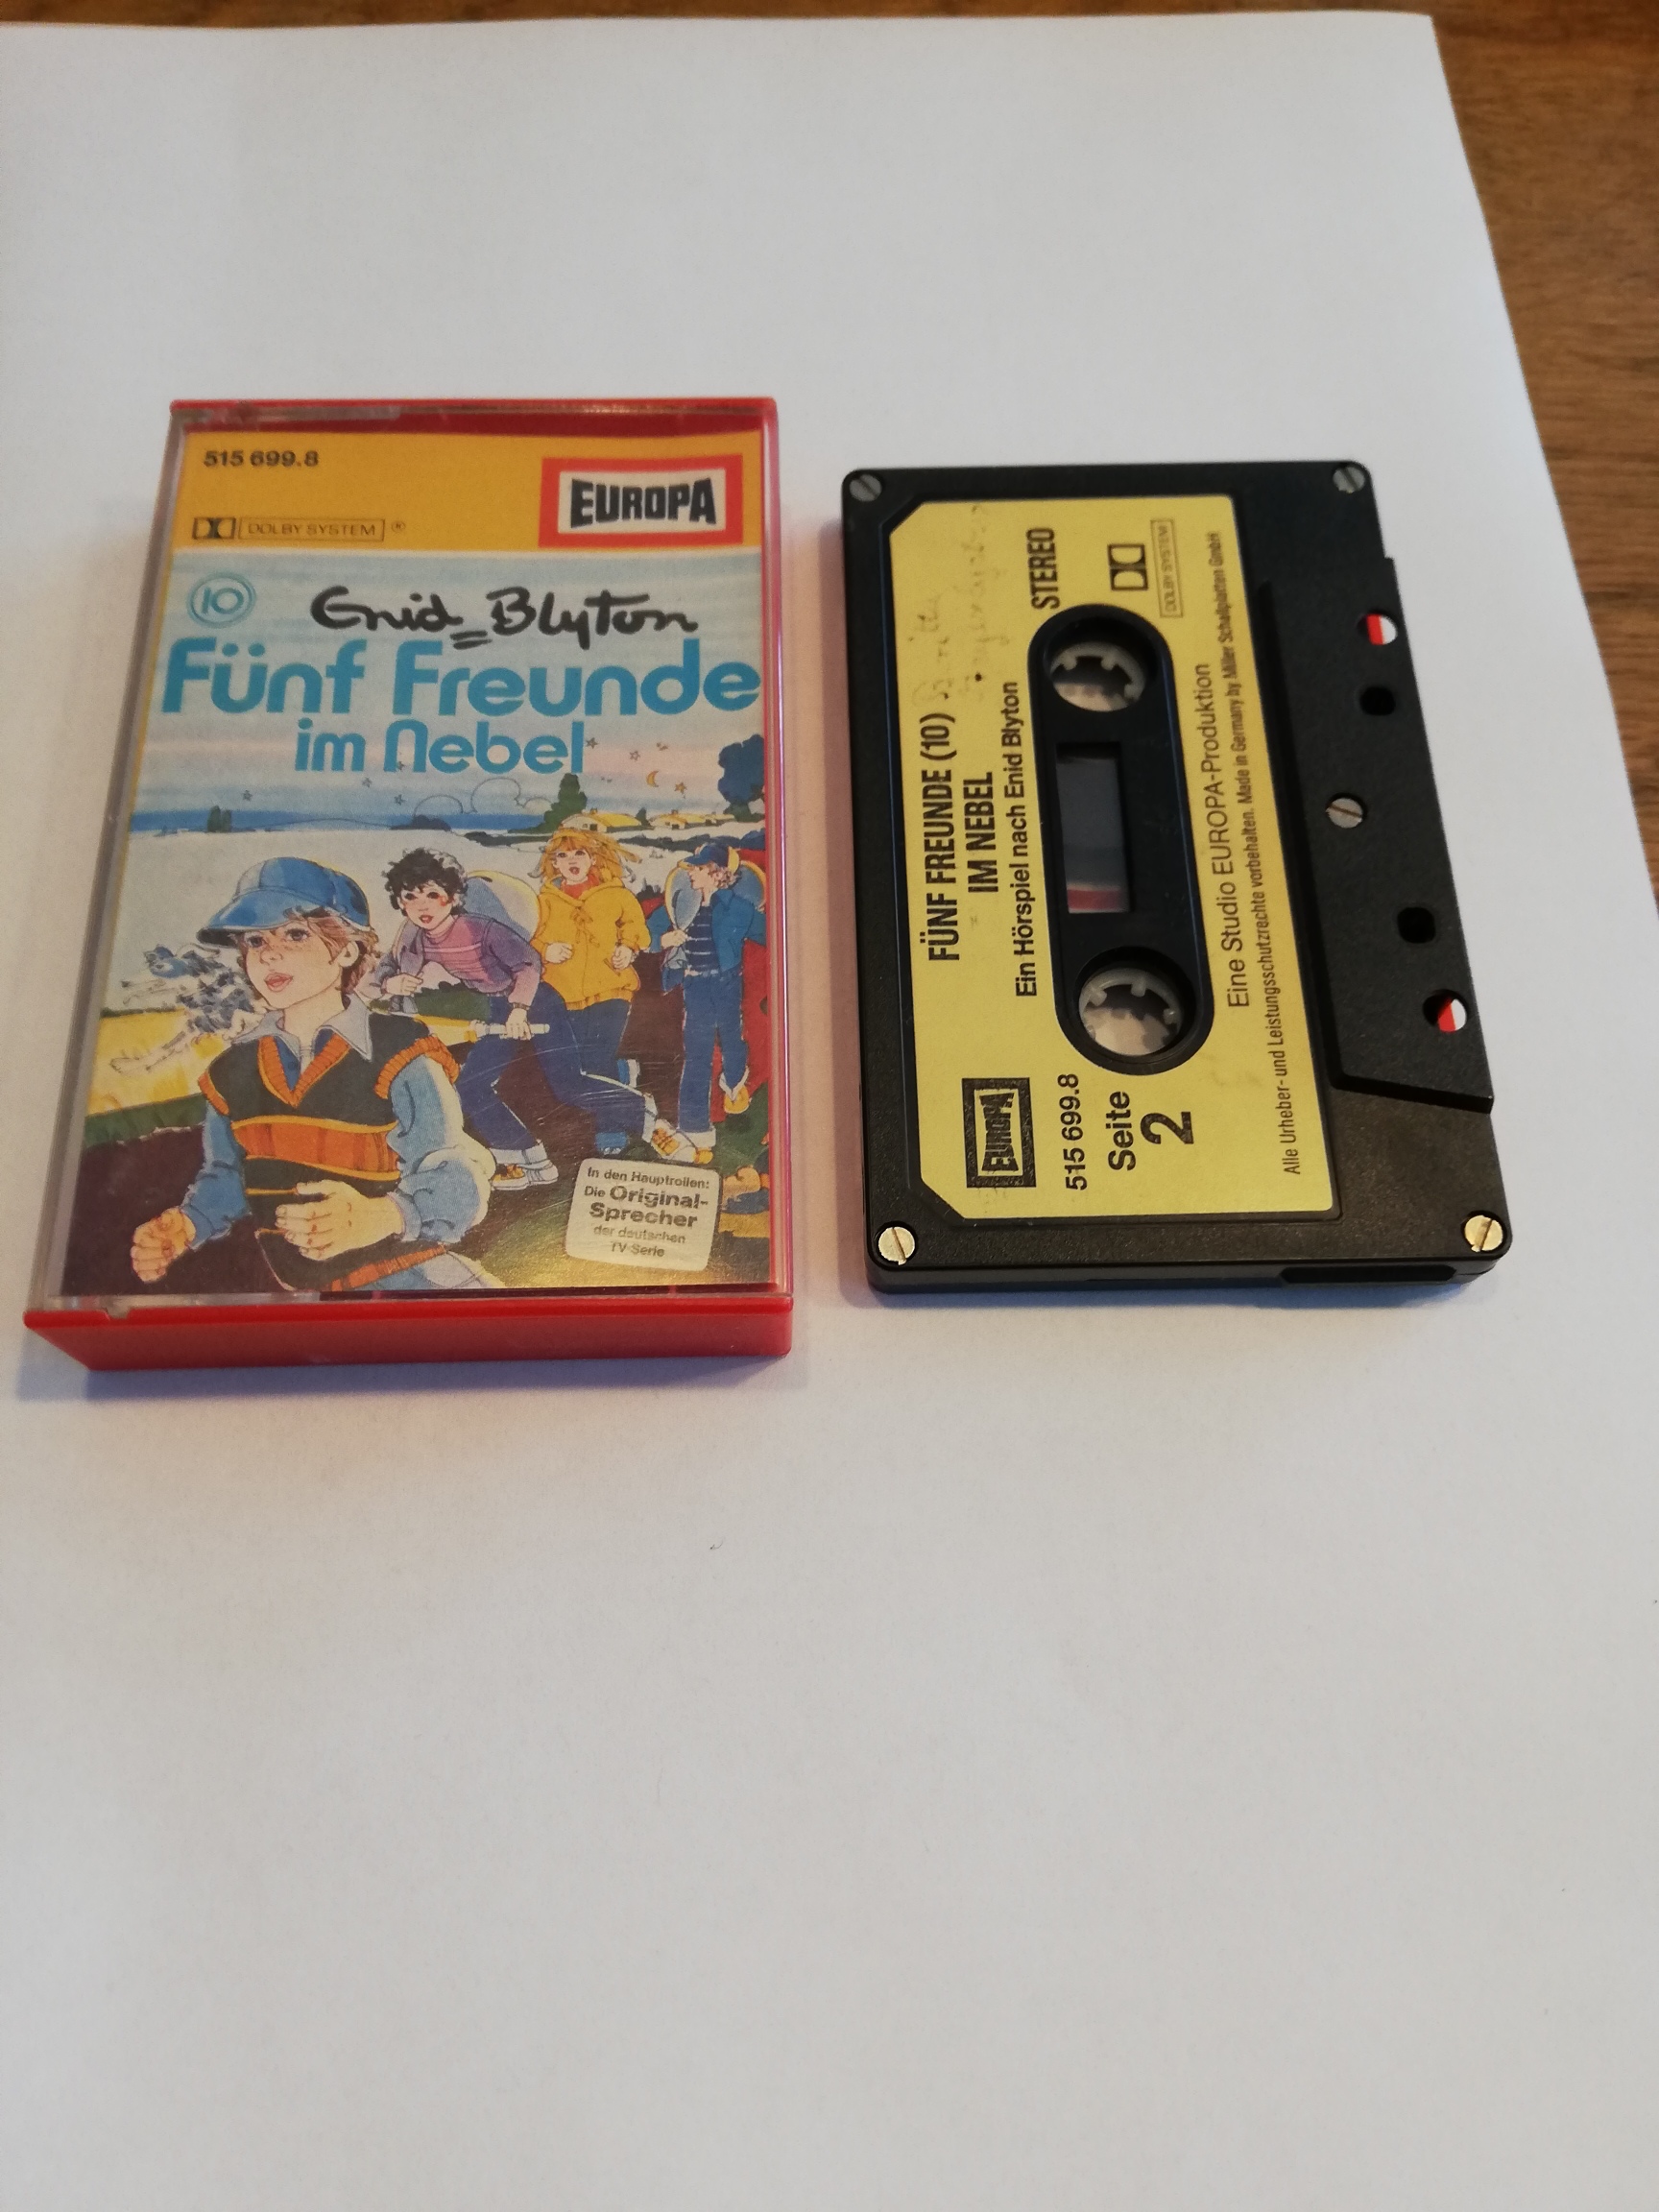 515 699.8
EUROPA
DOLBY SYSTEM ®
10
Enid Blyton
Fünf Freunde
im Nebel
In den Hauptrollen:
Die Original-
Sprecher
der deutschen
TV-Serie
FÜNF FREUNDE (10)
IM NEBEL
Ein Hörspiel nach Enid Blyton
STEREO
DOLBY SYSTEM
EUROPA
515 699.8
Seite
2
Eine Studio EUROPA-Produktion
Alle Urheber- und Leistungsschutzrechte vorbehalten. Made in Germany by Miller Schallplatten GmbH